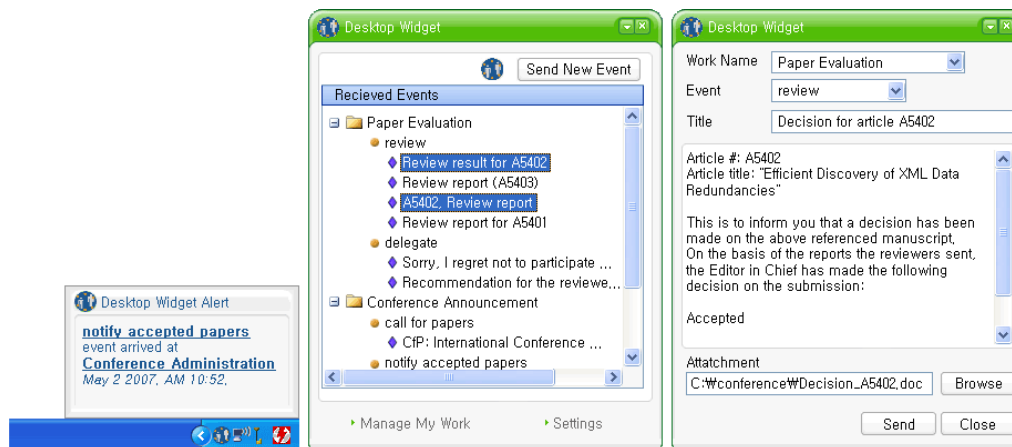 Desktop Widget Alert
notify accepted papers
event arrived at
Conference Administration
May 2 2007, AM 10:52,
Desktop Widget
Send New Event
Recieved Events
Paper Evaluation
review
Review result for A5402
Review report (A5403)
A5402, Review report
Review report for A5401
delegate
Sorry, I regret not to participate ...
Recommendation for the reviewe...
Conference Announcement
call for papers
CfP: International Conference ...
notify accepted papers
Manage My Work
Settings
Desktop Widget
Work Name Paper Evaluation
Event review
Title Decision for article A5402
Article #: A5402
Article title: "Efficient Discovery of XML Data
Redundancies"
This is to inform you that a decision has been
made on the above referenced manuscript,
On the basis of the reports the reviewers sent,
the Editor in Chief has made the following
decision on the submission:
Accepted
Attatchment
C:₩conference₩Decision_A5402.doc Browse
Send Close